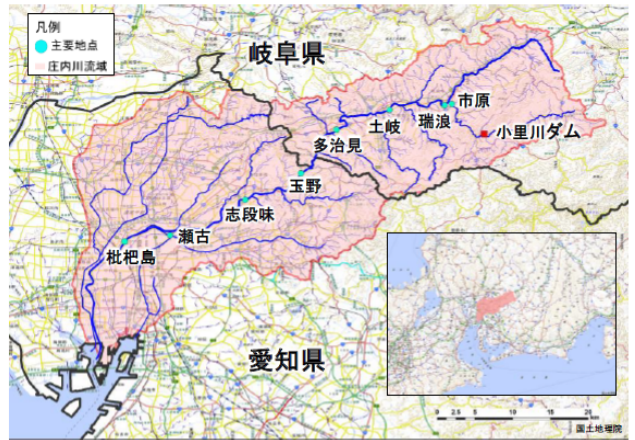 凡例
主要地点
庄内川流域
岐阜県
市原
瑞浪
土岐
小里川ダム
多治見
玉野
志段味
瀬古
枇杷島
愛知県
0 2.5 5 10 15 20
km
国土地理院